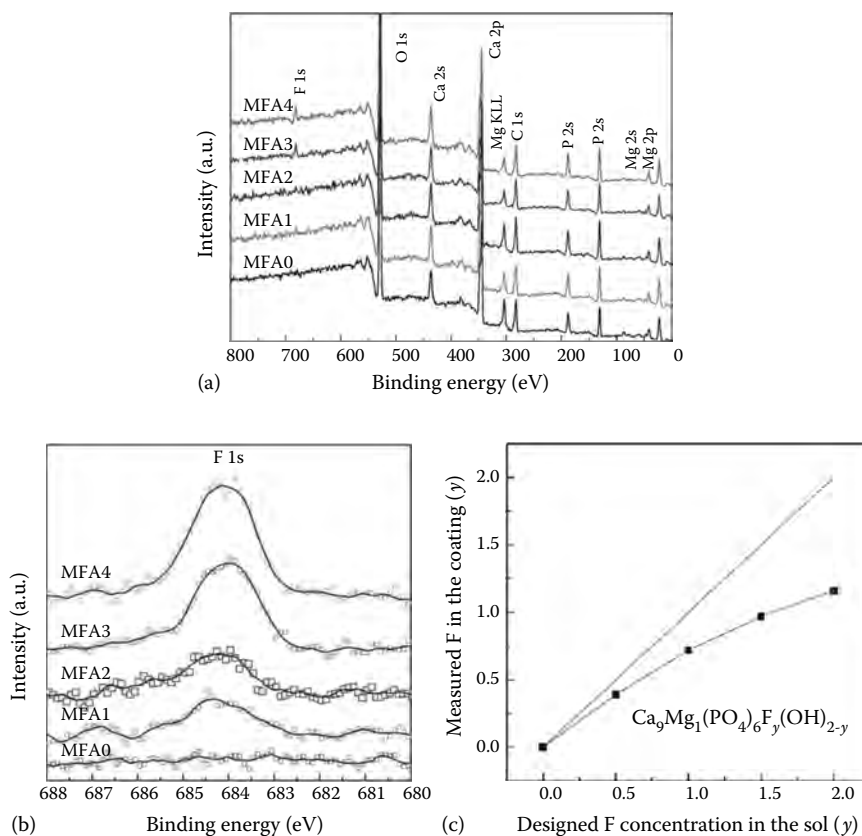 F 1s
O 1s
Ca 2s
Ca 2p
Mg KLL
C 1s
P 2s
P 2s
Mg 2s
Mg 2p
MFA4
MFA3
MFA2
MFA1
MFA0
Intensity (a.u.)
800 700 600 500 400 300 200 100 0
Binding energy (eV)
(a)
F 1s
MFA4
MFA3
MFA2
MFA1
MFA0
Intensity (a.u.)
688 687 686 685 684 683 682 681 680
Binding energy (eV)
(b)
2.0
1.5
1.0
0.5
0.0
Measured F in the coating (y)
Ca₉Mg₁(PO₄)₆F_y(OH)_{2-y}
0.0 0.5 1.0 1.5 2.0
Designed F concentration in the sol (y)
(c)